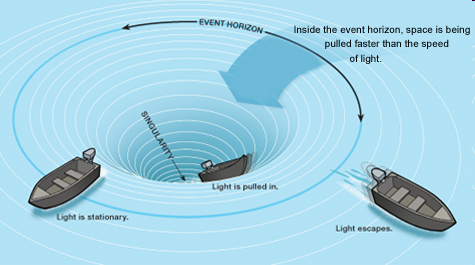 EVENT HORIZON
Inside the event horizon, space is being
pulled faster than the speed
of light.
SINGULARITY
Light is pulled in.
Light is stationary.
Light escapes.